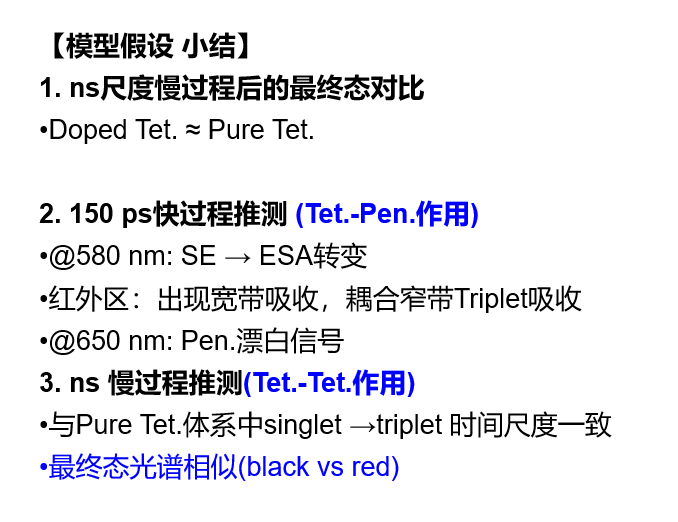 【模型假设 小结】
1. ns尺度慢过程后的最终态对比
•Doped Tet. ≈ Pure Tet.
2. 150 ps快过程推测 (Tet.-Pen.作用)
•@580 nm: SE → ESA转变
•红外区：出现宽带吸收，耦合窄带Triplet吸收
•@650 nm: Pen.漂白信号
3. ns 慢过程推测(Tet.-Tet.作用)
•与Pure Tet.体系中singlet →triplet 时间尺度一致
•最终态光谱相似(black vs red)